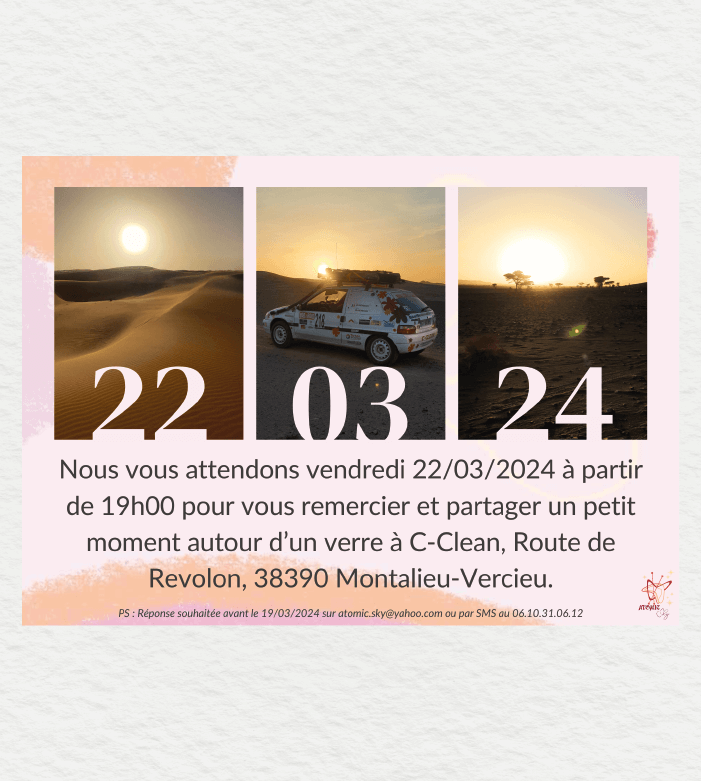 218
22 03 24
Nous vous attendons vendredi 22/03/2024 à partir
de 19h00 pour vous remercier et partager un petit
moment autour d’un verre à C-Clean, Route de
Revolon, 38390 Montalieu-Vercieu.
PS : Réponse souhaitée avant le 19/03/2024 sur atomic.sky@yahoo.com ou par SMS au 06.10.31.06.12